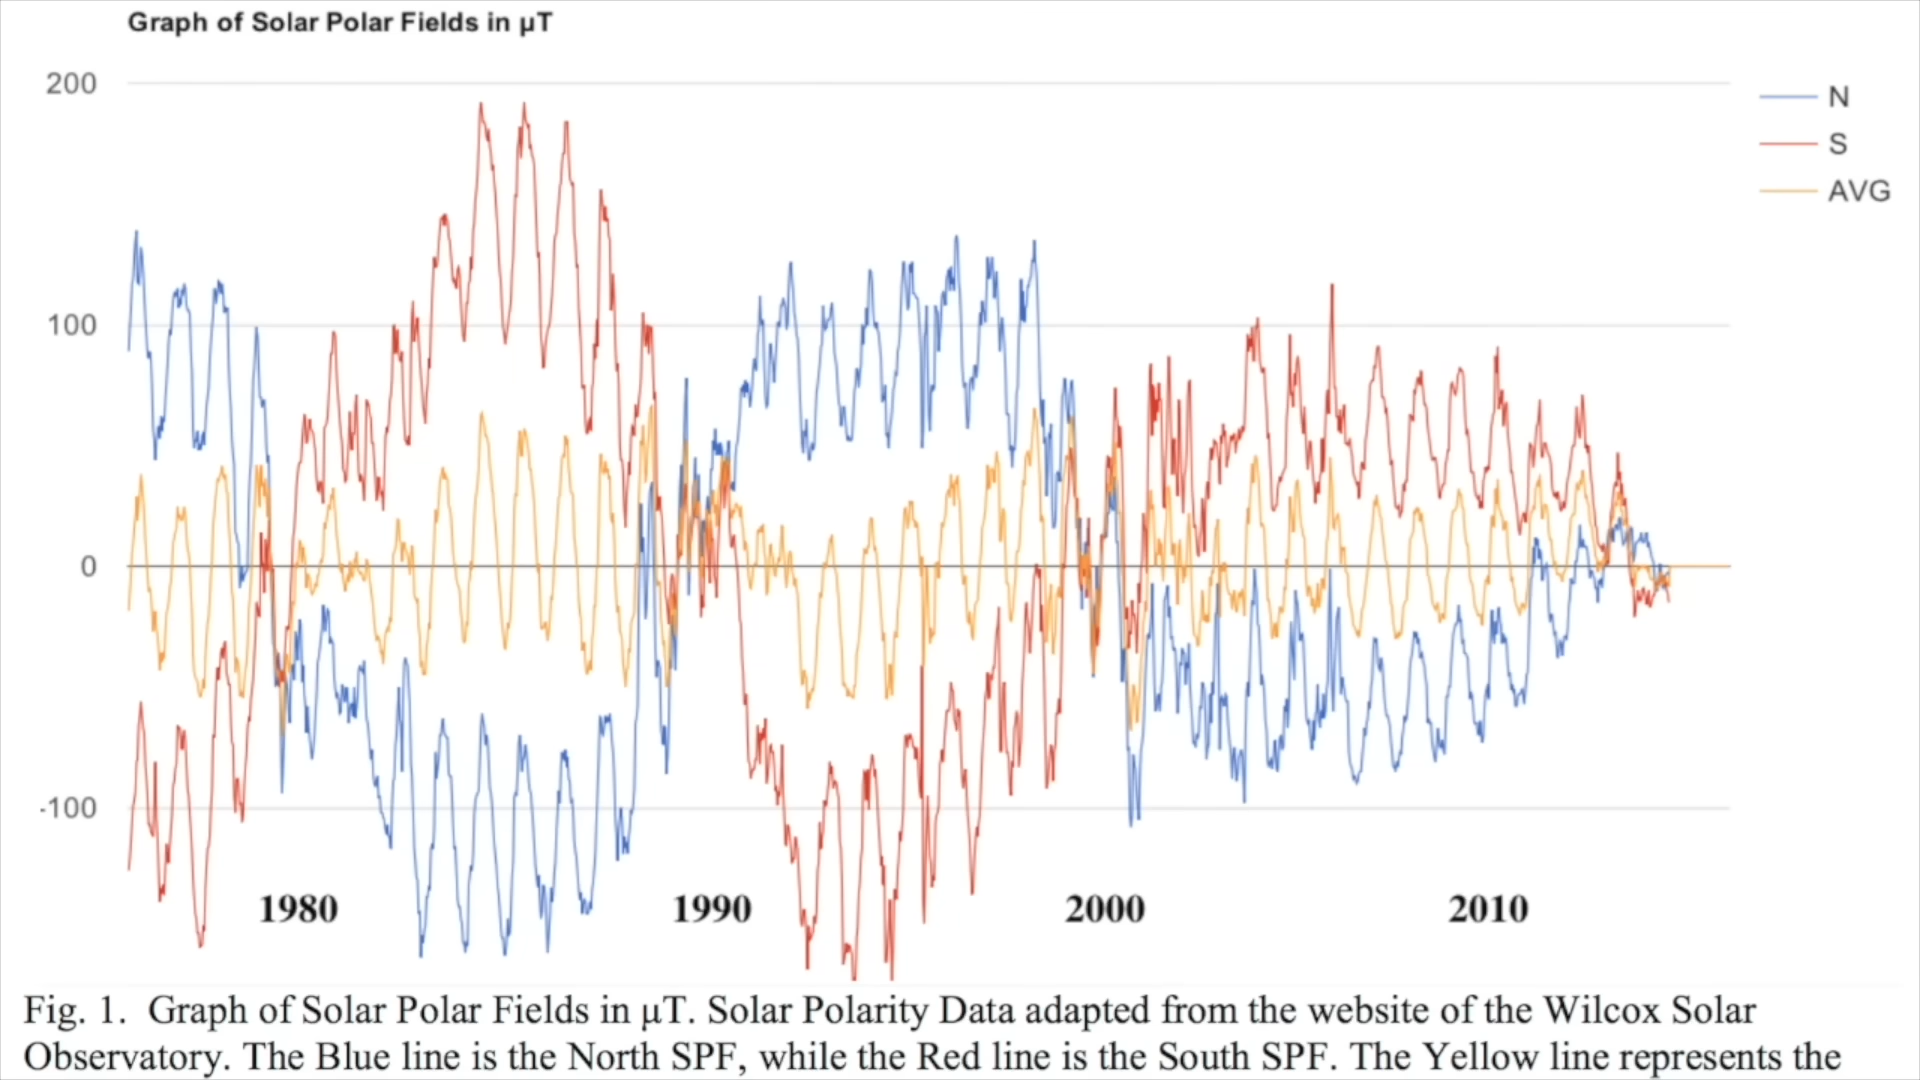 Graph of Solar Polar Fields in µT
200
N
S
AVG
100
0
-100
1980 1990 2000 2010
Fig. 1. Graph of Solar Polar Fields in µT. Solar Polarity Data adapted from the website of the Wilcox Solar
Observatory. The Blue line is the North SPF, while the Red line is the South SPF. The Yellow line represents the